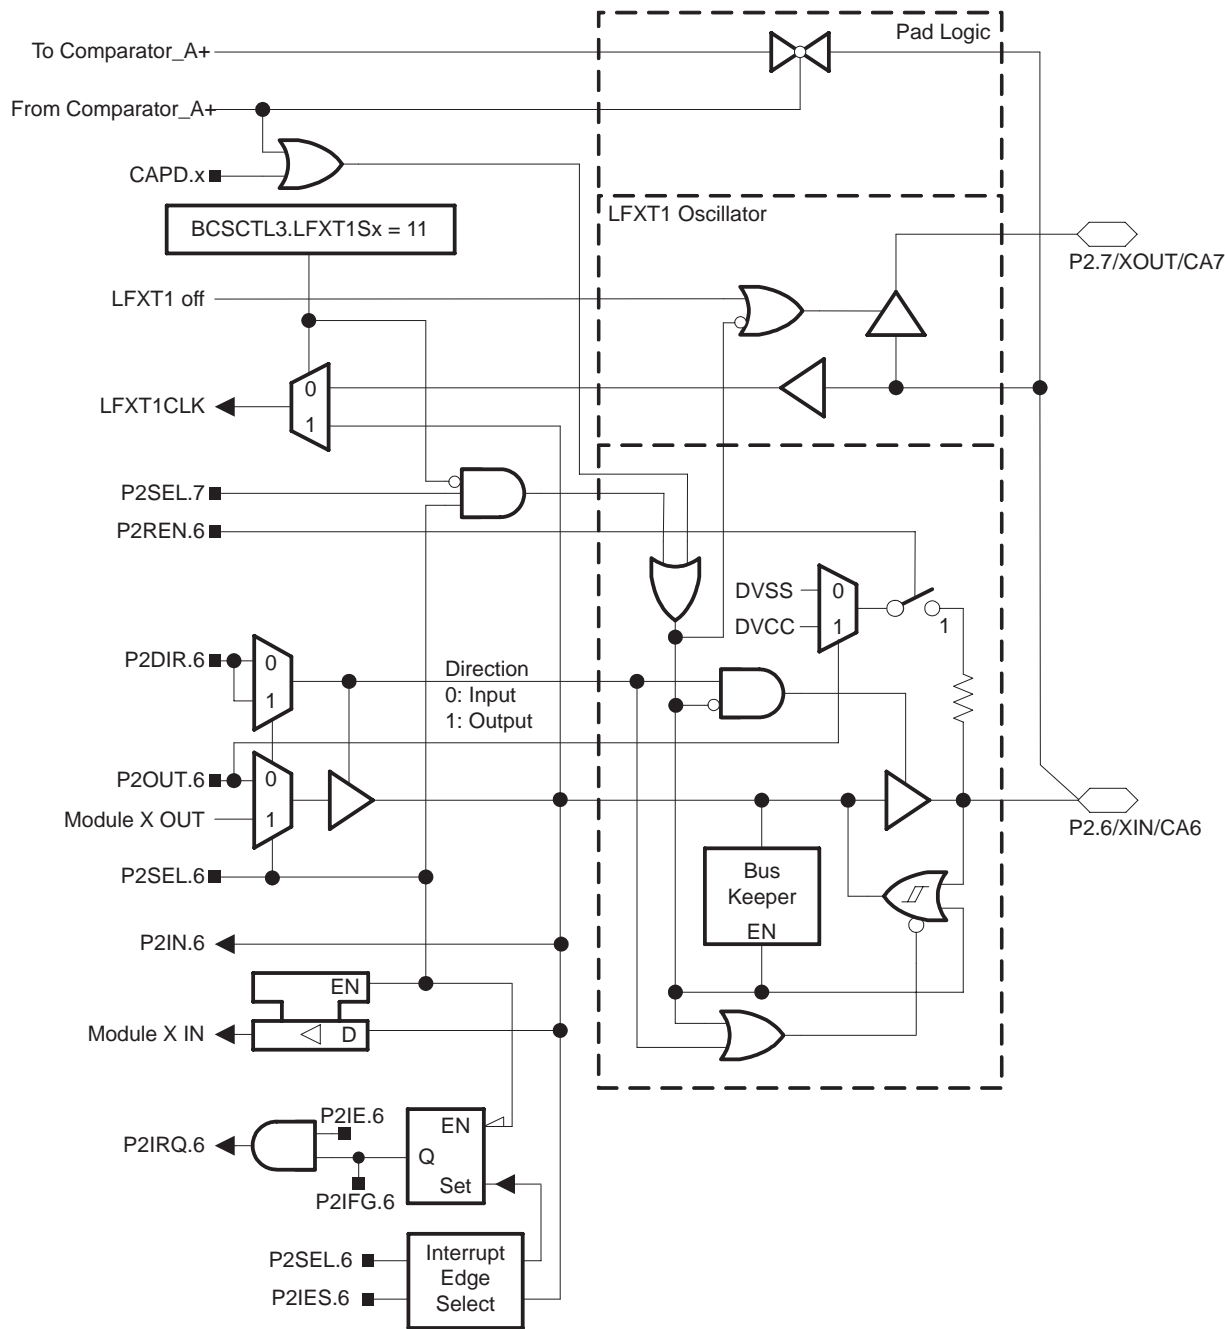 Pad Logic
To Comparator_A+
From Comparator_A+
CAPD.x
BCSCTL3.LFXT1Sx = 11
LFXT1 Oscillator
P2.7/XOUT/CA7
LFXT1 off
0
LFXT1CLK
1
P2SEL.7
P2REN.6
DVSS
0
DVCC
1
1
P2DIR.6
0
1
Direction
0: Input
1: Output
P2OUT.6
0
Module X OUT
1
P2.6/XIN/CA6
P2SEL.6
Bus
Keeper
EN
P2IN.6
EN
Module X IN
D
P2IE.6
EN
P2IRQ.6
Q
Set
P2IFG.6
P2SEL.6
P2IES.6
Interrupt
Edge
Select